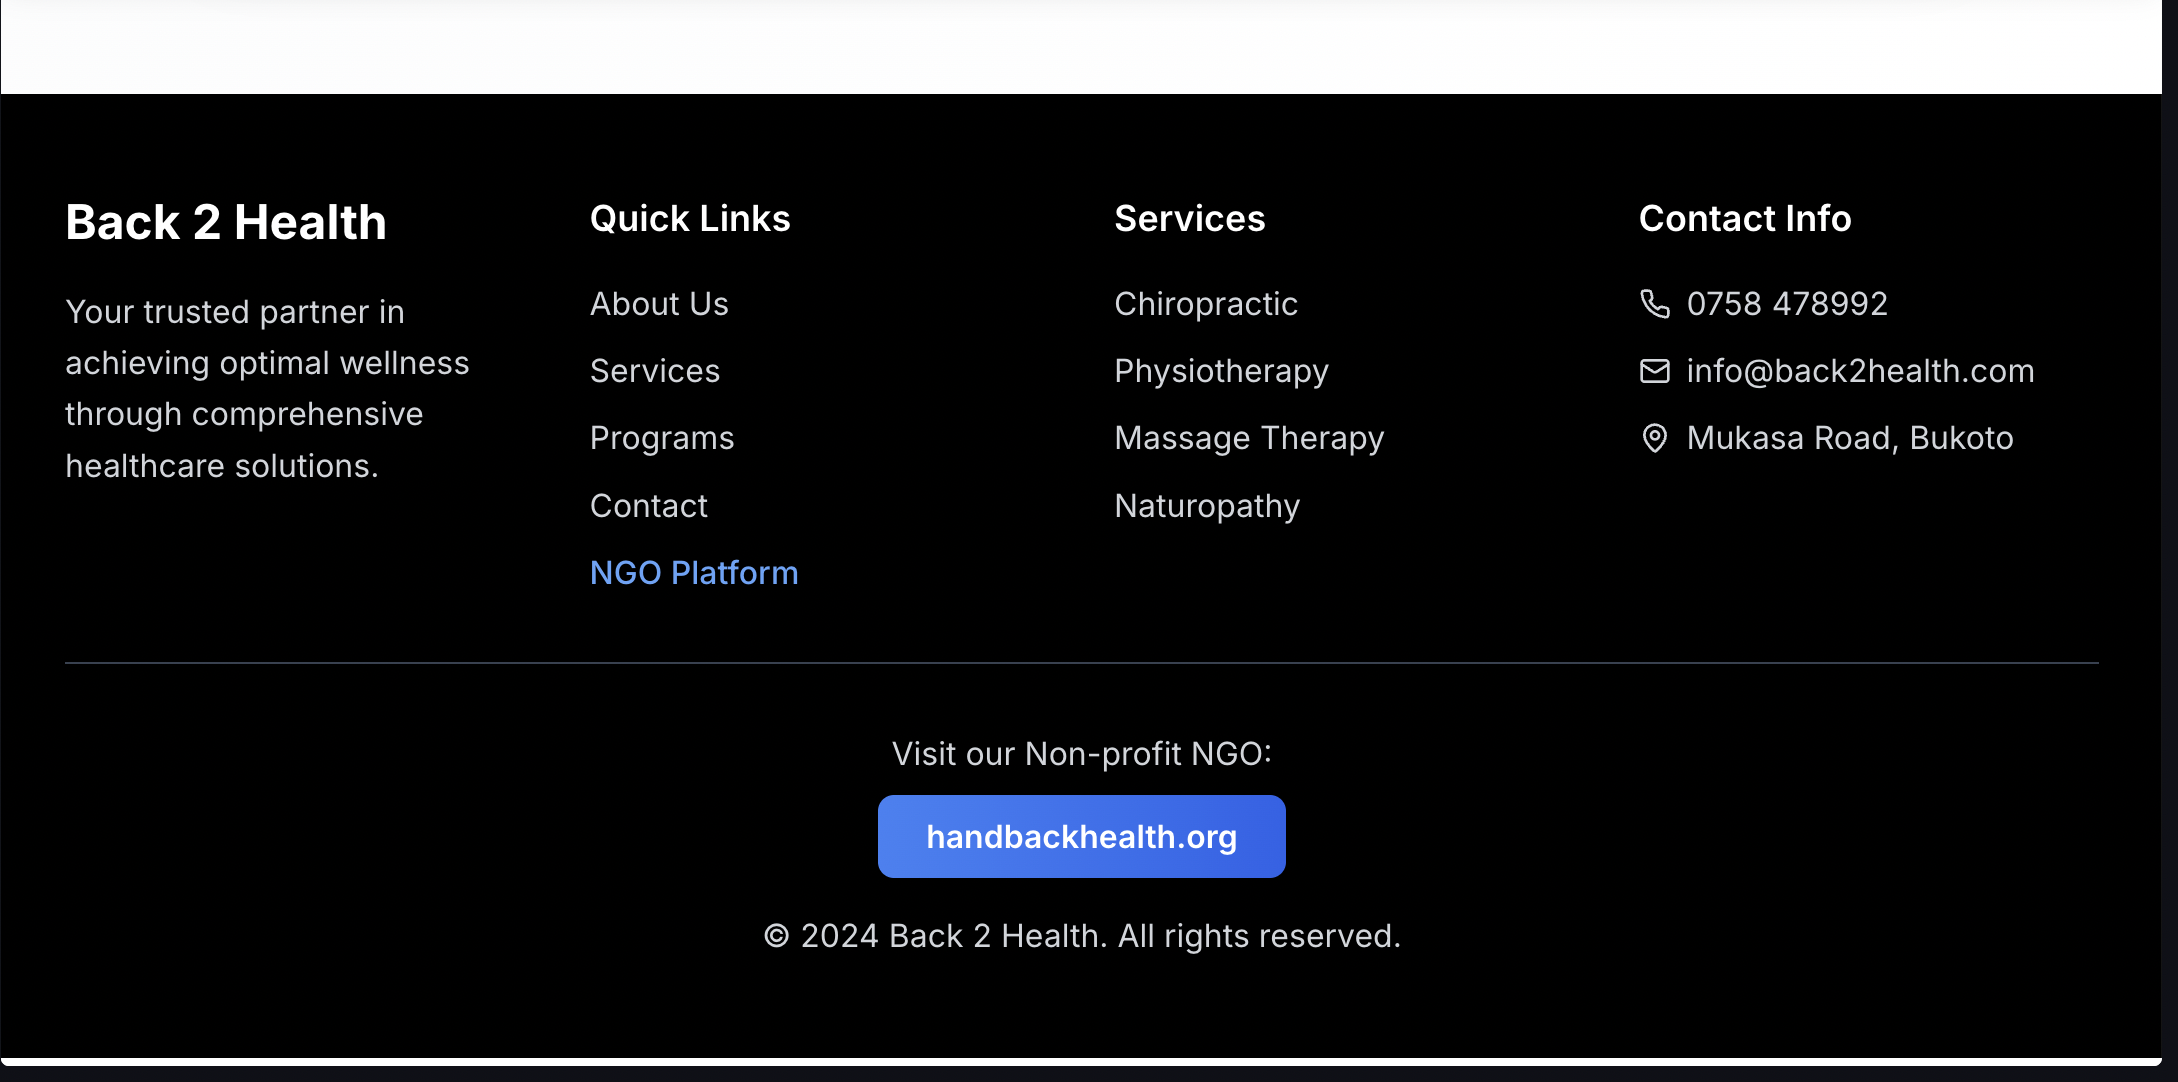 Back 2 Health
Your trusted partner in
achieving optimal wellness
through comprehensive
healthcare solutions.
Quick Links
About Us
Services
Programs
Contact
NGO Platform
Services
Chiropractic
Physiotherapy
Massage Therapy
Naturopathy
Contact Info
0758 478992
info@back2health.com
Mukasa Road, Bukoto
Visit our Non-profit NGO:
handbackhealth.org
© 2024 Back 2 Health. All rights reserved.